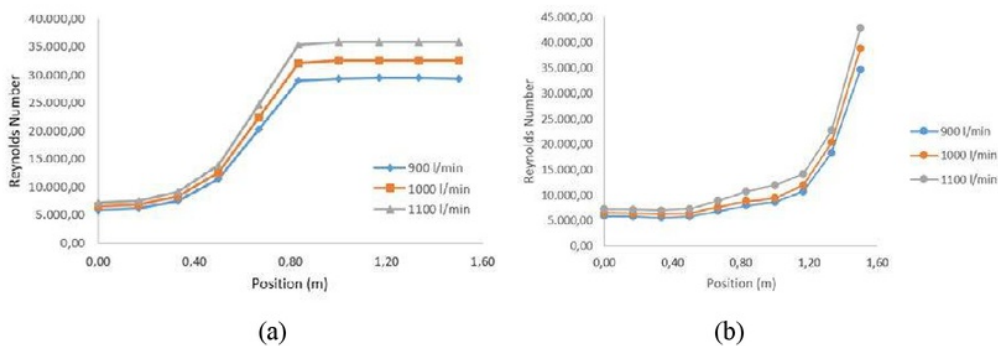 40.000,00
35.000,00
30.000,00
25.000,00
20.000,00
15.000,00
10.000,00
5.000,00
0,00
Reynolds Number
0,00 0,40 0,80 1,20 1,60
Position (m)
900 l/min
1000 l/min
1100 l/min
(a)
45.000,00
40.000,00
35.000,00
30.000,00
25.000,00
20.000,00
15.000,00
10.000,00
5.000,00
0,00
Reynolds Number
0,00 0,40 0,80 1,20 1,60
Position (m)
900 l/min
1000 l/min
1100 l/min
(b)